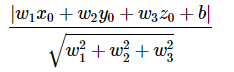 |w₁x₀ + w₂y₀ + w₃z₀ + b|
√(w₁² + w₂² + w₃²)